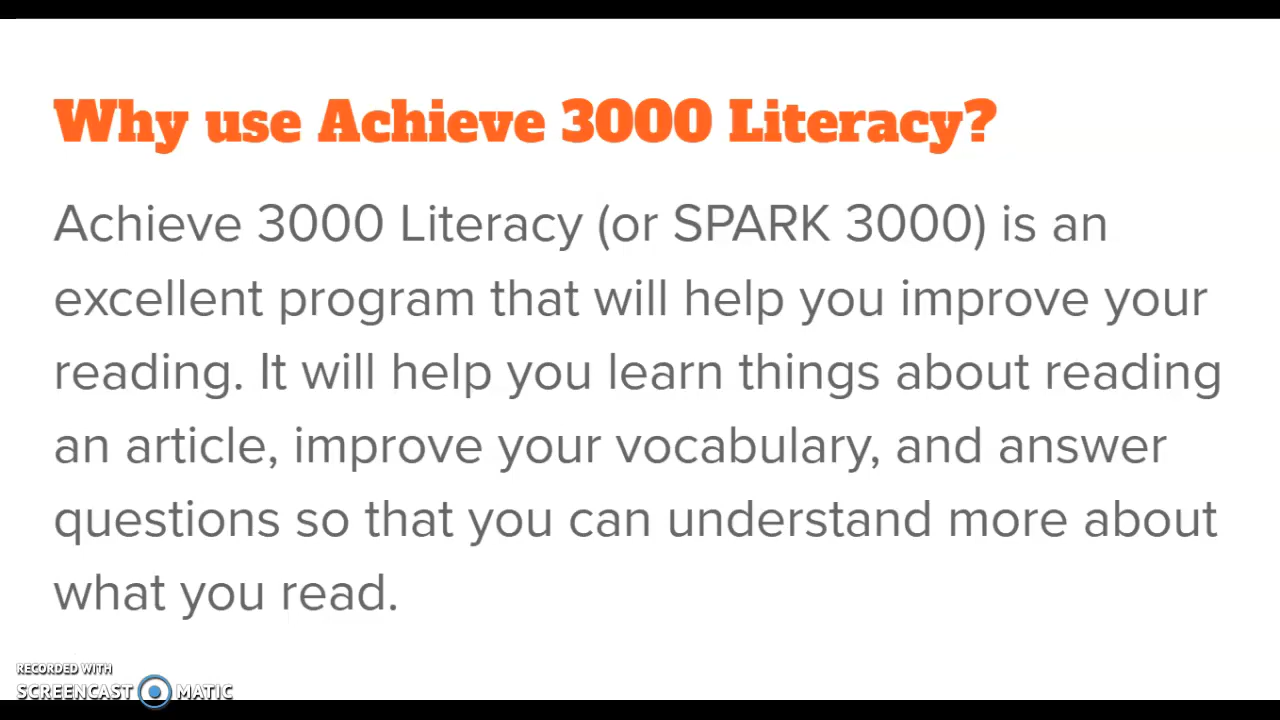 Why use Achieve 3000 Literacy?
Achieve 3000 Literacy (or SPARK 3000) is an
excellent program that will help you improve your
reading. It will help you learn things about reading
an article, improve your vocabulary, and answer
questions so that you can understand more about
what you read.
RECORDED WITH
SCREENCAST MATIC